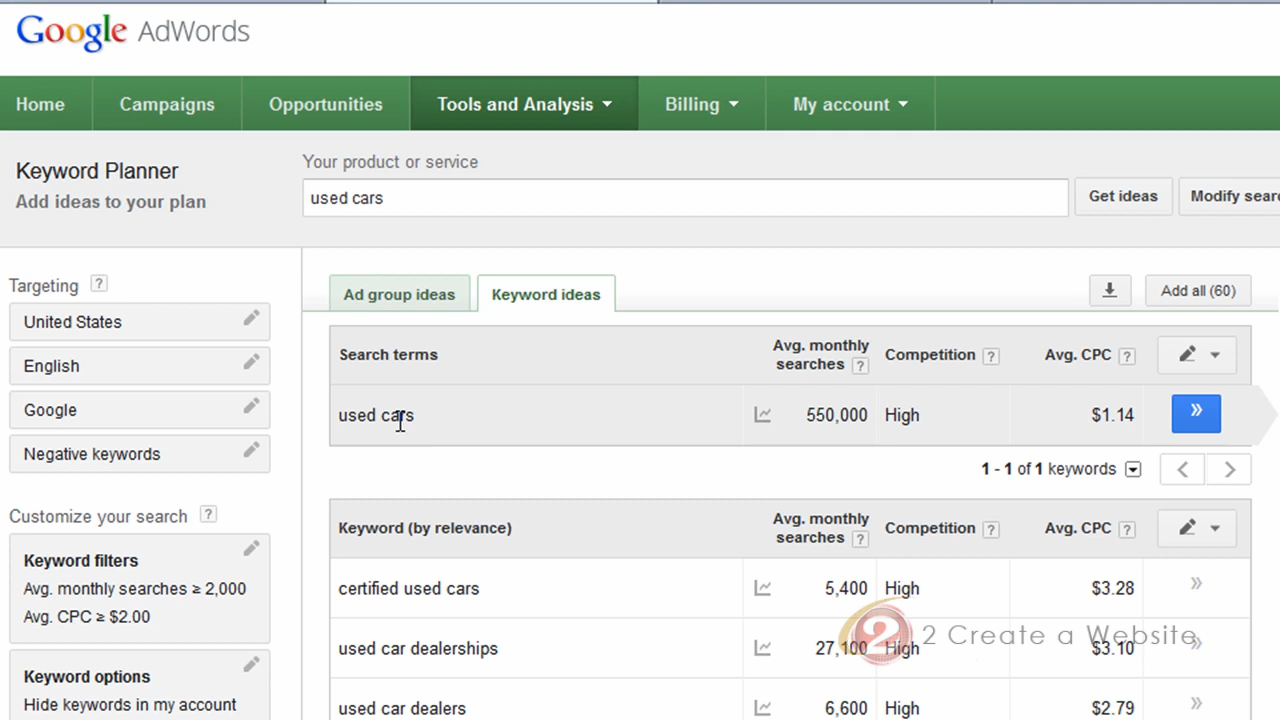 Google AdWords
Home Campaigns Opportunities Tools and Analysis Billing My account
Keyword Planner
Add ideas to your plan
Your product or service
used cars
Get ideas
Modify sear
Targeting ?
United States
English
Google
Negative keywords
Customize your search ?
Keyword filters
Avg. monthly searches ≥ 2,000
Avg. CPC ≥ $2.00
Keyword options
Hide keywords in my account
Ad group ideas Keyword ideas
Add all (60)
Search terms Avg. monthly searches ? Competition ? Avg. CPC ?
used cars 550,000 High $1.14 »
1 - 1 of 1 keywords
Keyword (by relevance) Avg. monthly searches ? Competition ? Avg. CPC ?
certified used cars 5,400 High $3.28 »
used car dealerships 27,100 High $3.10 »
used car dealers 6,600 High $2.79 »
2 2 Create a Website